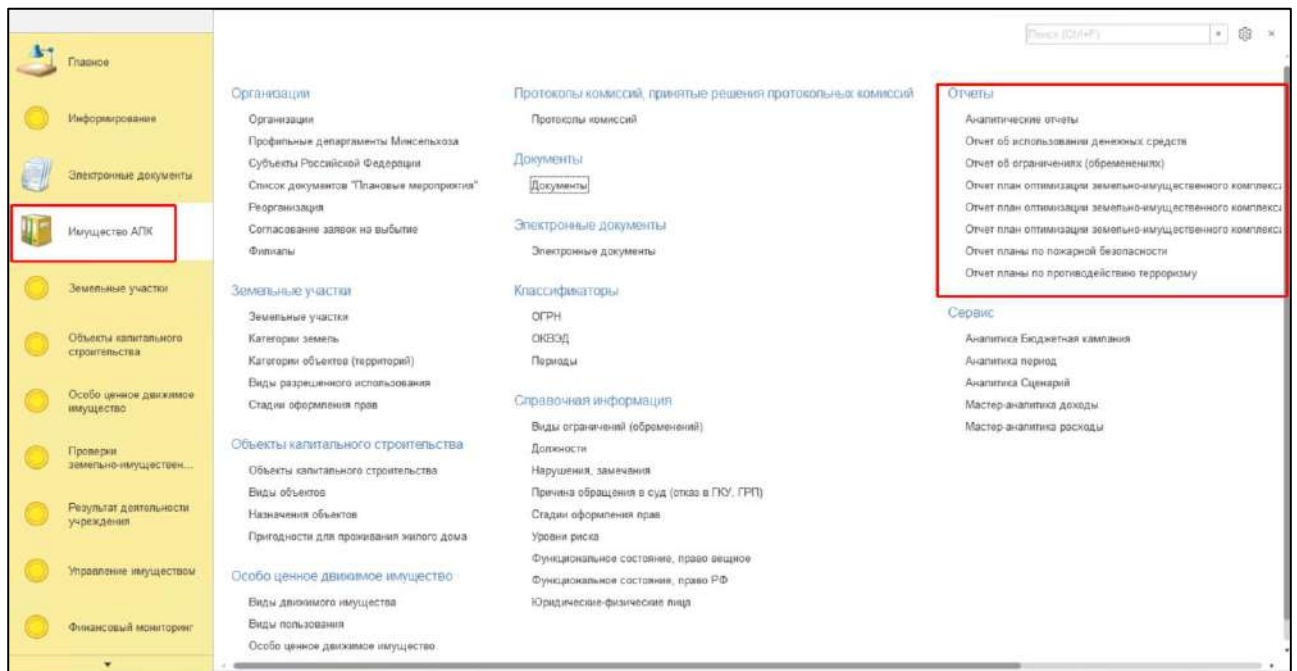 Поиск (Ctrl+F)
Главное
Информирование
Электронные документы
Имущество АПК
Земельные участки
Объекты капитального
строительства
Особо ценное движимое
имущество
Проверки
земельно-имуществен...
Результат деятельности
учреждения
Управление имуществом
Финансовый мониторинг
Организации
Организации
Профильные департаменты Минсельхоза
Субъекты Российской Федерации
Список документов "Плановые мероприятия"
Реорганизация
Согласование заявок на выбытие
Филиалы
Земельные участки
Земельные участки
Категории земель
Категории объектов (территорий)
Виды разрешенного использования
Стадии оформления прав
Объекты капитального строительства
Объекты капитального строительства
Виды объектов
Назначения объектов
Пригодности для проживания жилого дома
Особо ценное движимое имущество
Виды движимого имущества
Виды пользования
Особо ценное движимое имущество
Протоколы комиссий, принятые решения протокольных комиссий
Протоколы комиссий
Документы
Документы
Электронные документы
Электронные документы
Классификаторы
ОГРН
ОКВЭД
Периоды
Справочная информация
Виды ограничений (обременений)
Должности
Нарушения, замечания
Причина обращения в суд (отказ в ГКУ, ГРП)
Стадии оформления прав
Уровни риска
Функциональное состояние, право вещное
Функциональное состояние, право РФ
Юридические-физические лица
Отчеты
Аналитические отчеты
Отчет об использовании денежных средств
Отчет об ограничениях (обременениях)
Отчет план оптимизации земельно-имущественного комплекса
Отчет план оптимизации земельно-имущественного комплекса
Отчет план оптимизации земельно-имущественного комплекса
Отчет планы по пожарной безопасности
Отчет планы по противодействию терроризму
Сервис
Аналитика Бюджетная кампания
Аналитика период
Аналитика Сценарий
Мастер-аналитика доходы
Мастер-аналитика расходы